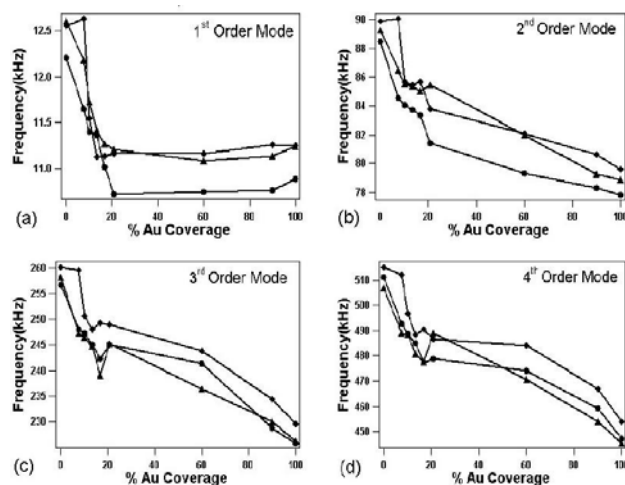 1st Order Mode
Frequency(kHz)
12.5
12.0
11.5
11.0
0 20 40 60 80 100
% Au Coverage
(a)
2nd Order Mode
Frequency(kHz)
90
88
86
84
82
80
78
0 20 40 60 80 100
% Au Coverage
(b)
3rd Order Mode
Frequency(kHz)
260
255
250
245
240
235
230
0 20 40 60 80 100
% Au Coverage
(c)
4th Order Mode
Frequency(kHz)
510
500
490
480
470
460
450
0 20 40 60 80 100
% Au Coverage
(d)